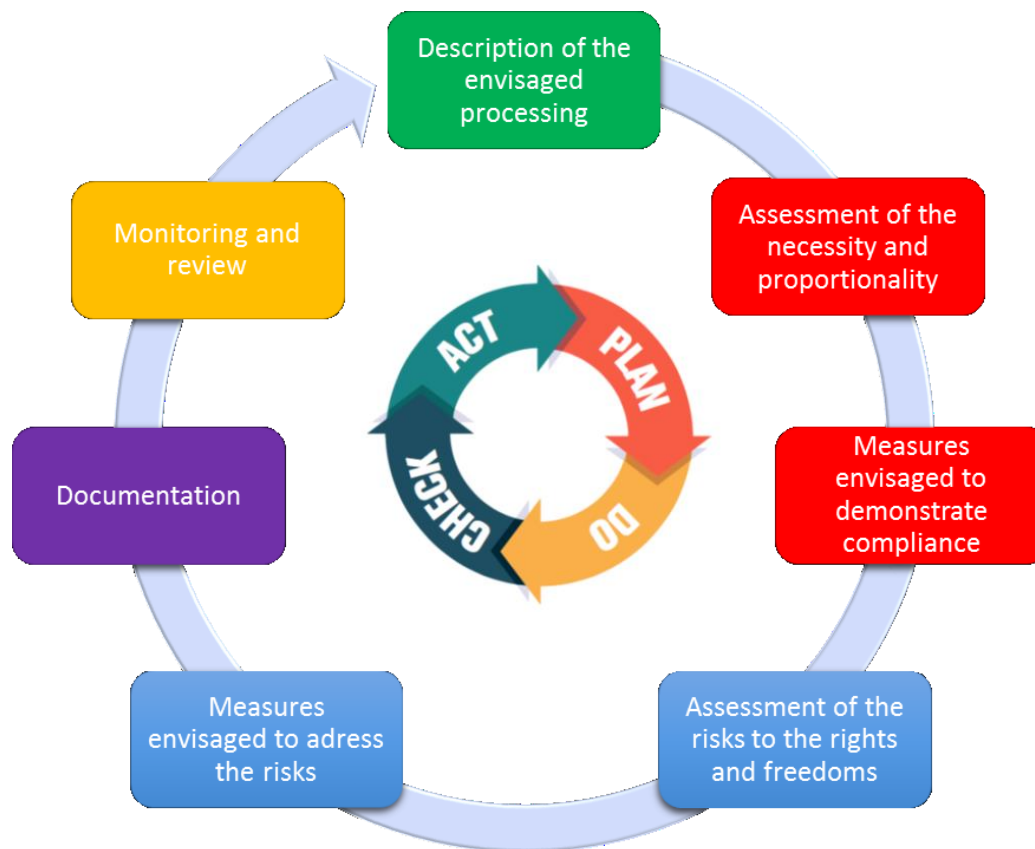 Description of the
envisaged
processing
Assessment of the
necessity and
proportionality
Measures
envisaged to
demonstrate
compliance
Assessment of the
risks to the rights
and freedoms
Measures
envisaged to adress
the risks
Documentation
Monitoring and
review
PLAN
DO
CHECK
ACT